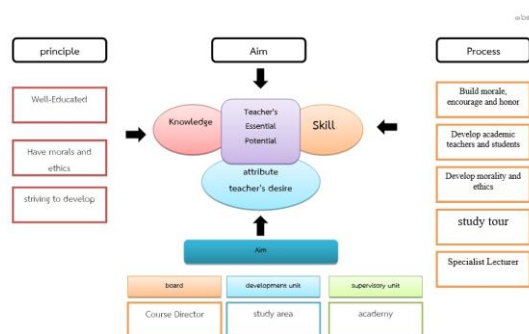 principle
Aim
Process
Well-Educated
Have morals and
ethics
striving to develop
Knowledge
Teacher's
Essential
Potential
Skill
attribute
teacher's desire
Build morale,
encourage and honor
Develop academic
teachers and students
Develop morality and
ethics
study tour
Specialist Lecturer
Aim
board
development unit
supervisory unit
Course Director
study area
academy